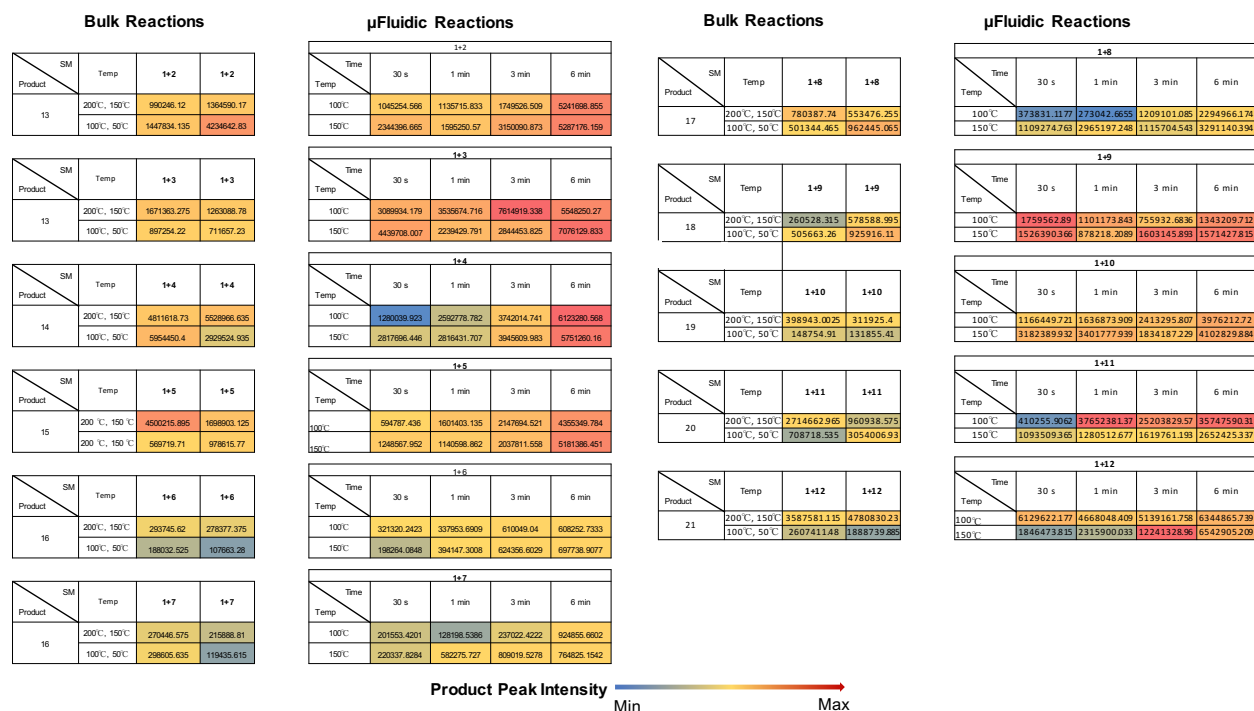 Bulk Reactions
µFluidic Reactions
Bulk Reactions
µFluidic Reactions
SM
Product
Temp
1+2
1+2
13
200℃, 150℃
990246.12
1364590.17
100℃, 50℃
1447834.135
4234642.83
1+2
Time
Temp
30 s
1 min
3 min
6 min
100℃
1045254.566
1135715.833
1749526.509
5241698.855
150℃
2344396.665
1595250.57
3150090.873
5287176.159
SM
Product
Temp
1+3
1+3
13
200℃, 150℃
1671363.275
1263088.78
100℃, 50℃
897254.22
711657.23
1+3
Time
Temp
30 s
1 min
3 min
6 min
100℃
3089934.179
3535674.716
7614919.338
5548250.27
150℃
4439708.007
2239429.791
2844453.825
7076129.833
SM
Product
Temp
1+4
1+4
14
200℃, 150℃
4811618.73
5528966.635
100℃, 50℃
5954450.4
2929524.935
1+4
Time
Temp
30 s
1 min
3 min
6 min
100℃
1280039.923
2592778.782
3742014.741
6123280.568
150℃
2817696.446
2816431.707
3945609.983
5751260.16
SM
Product
Temp
1+5
1+5
15
200 ℃, 150 ℃
4500215.895
1698903.125
200 ℃, 150 ℃
569719.71
978615.77
1+5
Time
Temp
30 s
1 min
3 min
6 min
100℃
594787.436
1601403.135
2147694.521
4355349.784
150℃
1248567.952
1140598.862
2037811.558
5181386.451
SM
Product
Temp
1+6
1+6
16
200℃, 150℃
293745.62
278377.375
100℃, 50℃
188032.525
107663.28
1+6
Time
Temp
30 s
1 min
3 min
6 min
100℃
321320.2423
337953.6909
610049.04
608252.7333
150℃
198264.0848
394147.3008
624356.6029
697738.9077
SM
Product
Temp
1+7
1+7
16
200℃, 150℃
270446.575
215888.81
100℃, 50℃
298605.635
119435.615
1+7
Time
Temp
30 s
1 min
3 min
6 min
100℃
201553.4201
128198.5386
237022.4222
924855.6602
150℃
220337.8284
582275.727
809019.5278
764825.1542
SM
Product
Temp
1+8
1+8
17
200℃, 150℃
780387.74
553476.255
100℃, 50℃
501344.465
962445.065
1+8
Time
Temp
30 s
1 min
3 min
6 min
100℃
373831.1177
273042.6655
1209101.085
2294966.174
150℃
1109274.763
2965197.248
1115704.543
3291140.394
SM
Product
Temp
1+9
1+9
18
200℃, 150℃
260528.315
578588.995
100℃, 50℃
505663.26
925916.11
1+9
Time
Temp
30 s
1 min
3 min
6 min
100℃
1759562.89
1101173.843
755932.6836
1343209.712
150℃
1526390.366
878218.2089
1603145.893
1571427.815
SM
Product
Temp
1+10
1+10
19
200℃, 150℃
398943.0025
311925.4
100℃, 50℃
148754.91
131855.41
1+10
Time
Temp
30 s
1 min
3 min
6 min
100℃
1166449.721
1636873.909
2413295.807
3976212.72
150℃
3182389.932
3401777.939
1834187.229
4102829.884
SM
Product
Temp
1+11
1+11
20
200℃, 150℃
2714662.965
960938.575
100℃, 50℃
708718.535
3054006.93
1+11
Time
Temp
30 s
1 min
3 min
6 min
100℃
410255.9062
37652381.37
25203829.57
35747590.31
150℃
1093509.365
1280512.677
1619761.193
2652425.337
SM
Product
Temp
1+12
1+12
21
200℃, 150℃
3587581.115
4780830.23
100℃, 50℃
2607411.48
1888739.885
1+12
Time
Temp
30 s
1 min
3 min
6 min
100℃
6129622.177
4668048.409
5139161.758
6344865.739
150℃
1846473.815
2315900.033
12241328.96
6542905.209
Product Peak Intensity
Min
Max